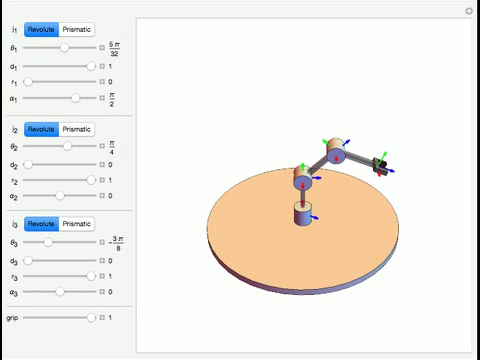 j1 Revolute Prismatic
θ1 5π/32
d1 1
r1 0
α1 π/2
j2 Revolute Prismatic
θ2 π/4
d2 0
r2 1
α2 0
j3 Revolute Prismatic
θ3 -3π/8
d3 0
r3 1
α3 0
grip 1